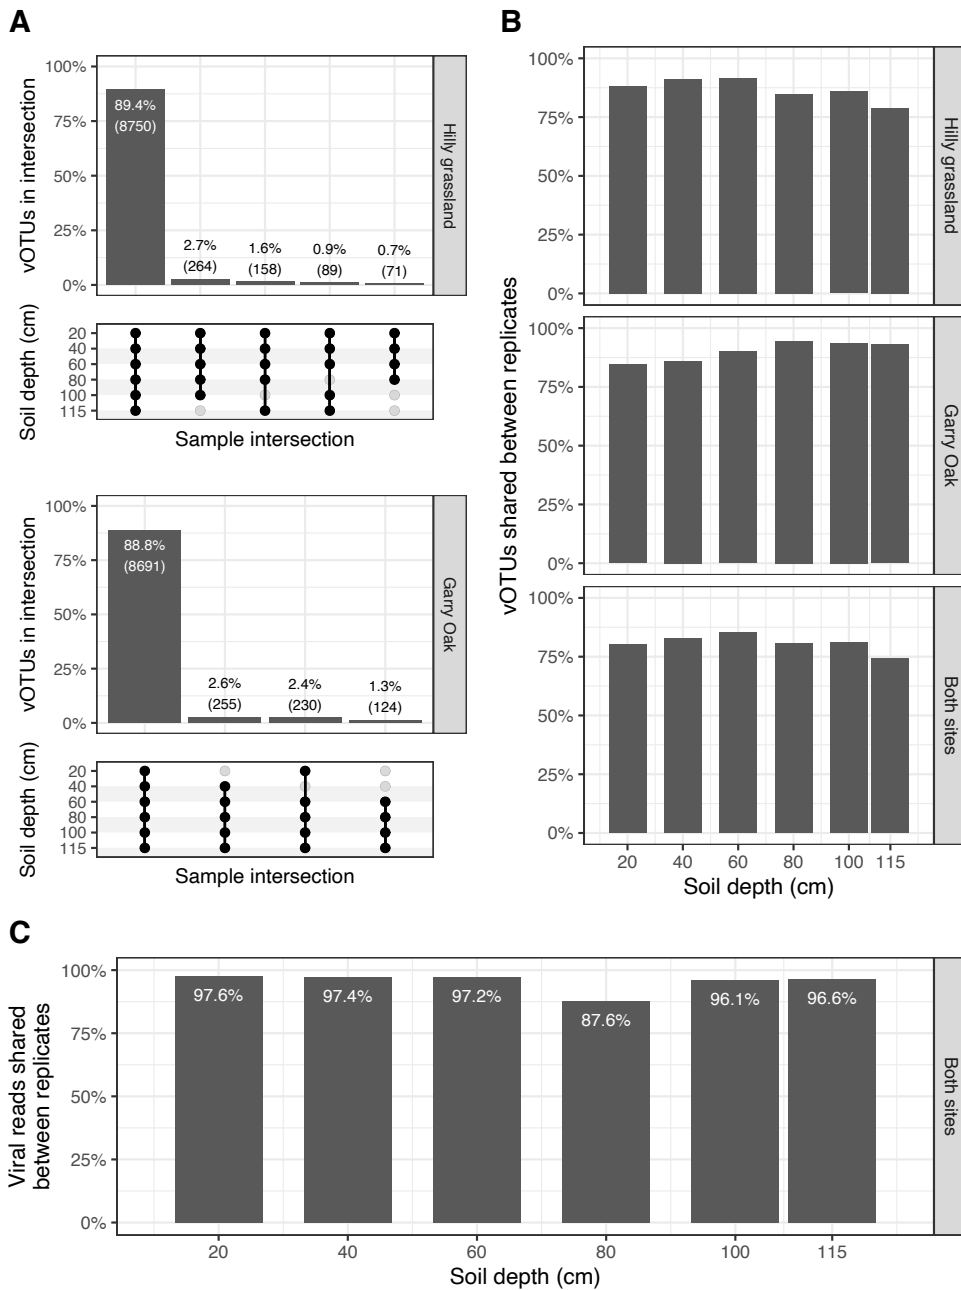 A
vOTUs in intersection
100%
75%
50%
25%
0%
89.4%
(8750)
2.7%
(264)
1.6%
(158)
0.9%
(89)
0.7%
(71)
Hilly grassland
Soil depth (cm)
20
40
60
80
100
115
Sample intersection
vOTUs in intersection
100%
75%
50%
25%
0%
88.8%
(8691)
2.6%
(255)
2.4%
(230)
1.3%
(124)
Garry Oak
Soil depth (cm)
20
40
60
80
100
115
Sample intersection
B
vOTUs shared between replicates
100%
75%
50%
25%
0%
Hilly grassland
100%
75%
50%
25%
0%
Garry Oak
100%
75%
50%
25%
0%
Both sites
20 40 60 80 100 115
Soil depth (cm)
C
Viral reads shared
between replicates
100%
75%
50%
25%
0%
97.6% 97.4% 97.2% 87.6% 96.1% 96.6%
Both sites
20 40 60 80 100 115
Soil depth (cm)